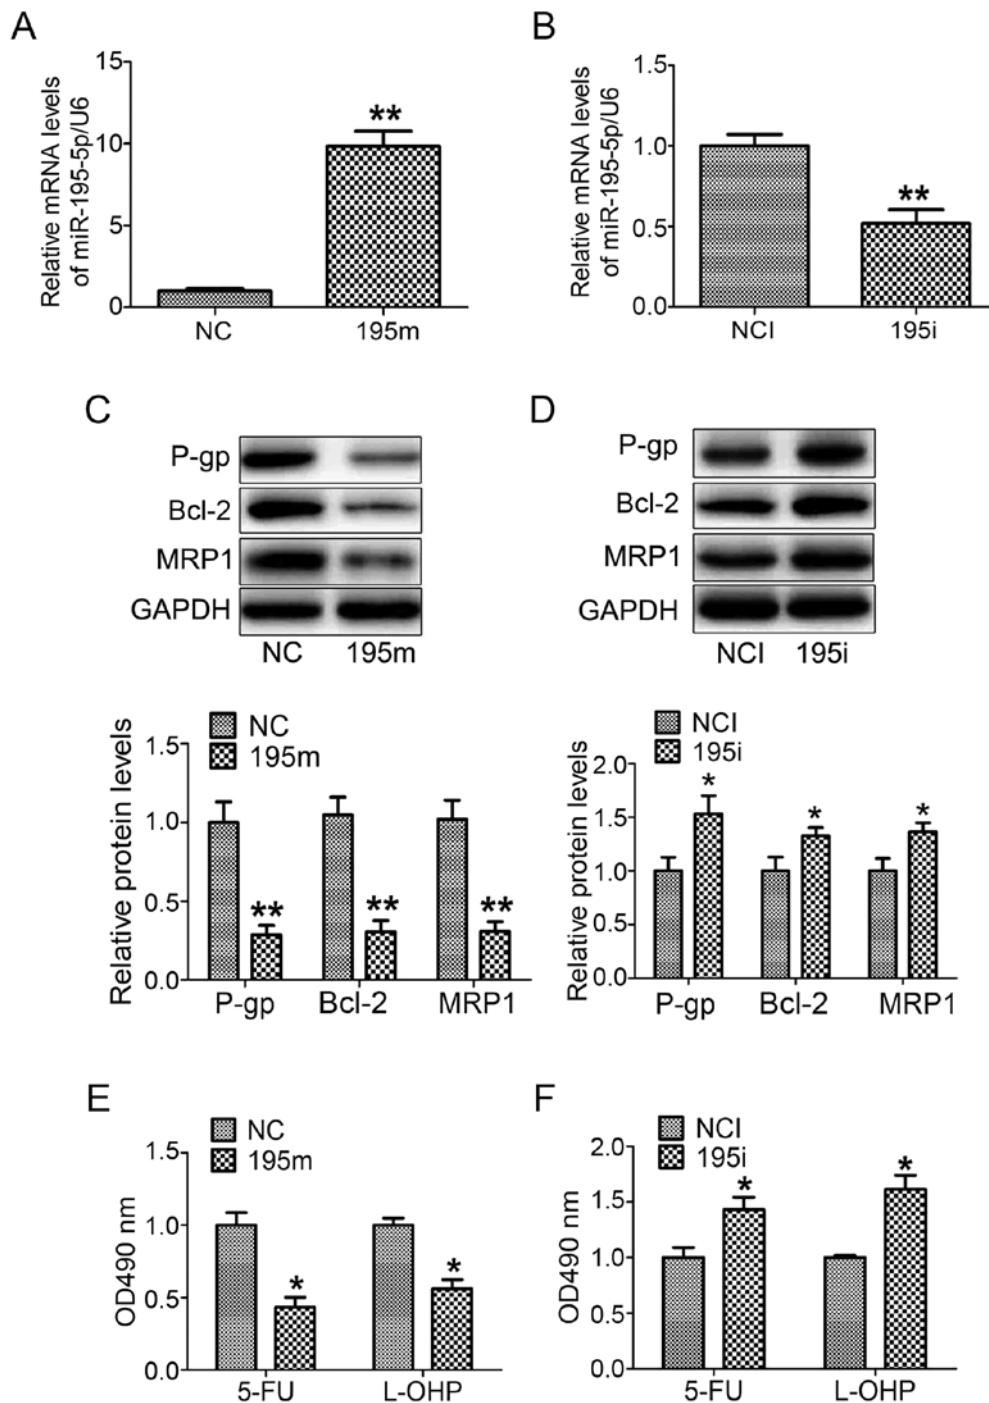 A
Relative mRNA levels
of miR-195-5p/U6
15
10
5
0
**
NC
195m
B
Relative mRNA levels
of miR-195-5p/U6
1.5
1.0
0.5
0.0
**
NCI
195i
C
P-gp
Bcl-2
MRP1
GAPDH
NC 195m
D
P-gp
Bcl-2
MRP1
GAPDH
NCI 195i
NC
195m
Relative protein levels
1.5
1.0
0.5
0.0
** ** **
P-gp Bcl-2 MRP1
NCI
195i
Relative protein levels
2.0
1.5
1.0
0.5
0.0
* * *
P-gp Bcl-2 MRP1
E
NC
195m
OD490 nm
1.5
1.0
0.5
0.0
* *
5-FU L-OHP
F
NCI
195i
OD490 nm
2.0
1.5
1.0
0.5
0.0
* *
5-FU L-OHP